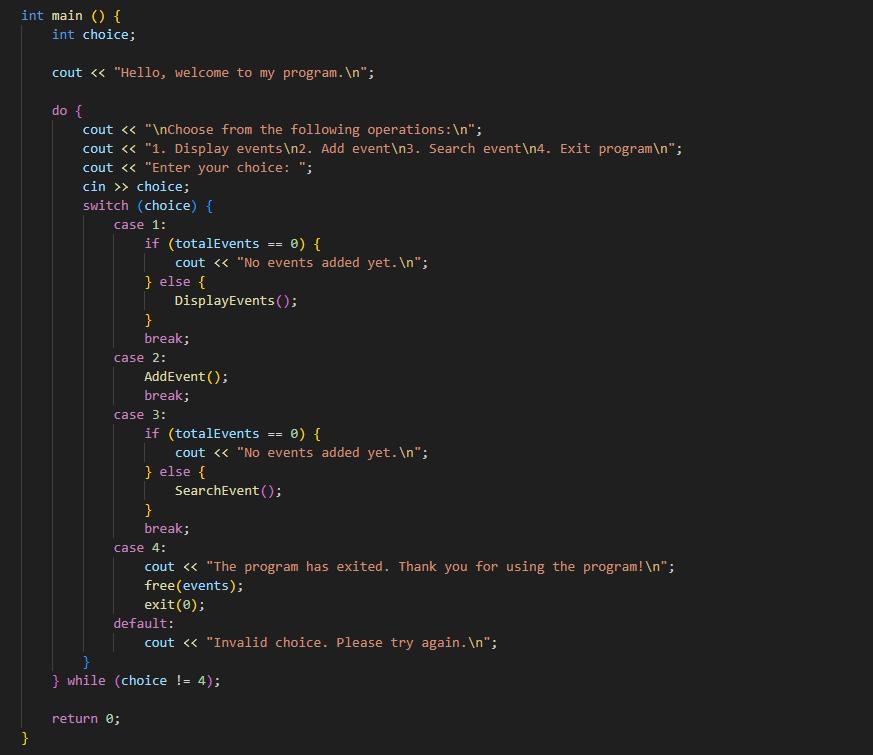 int main () {
    int choice;

    cout << "Hello, welcome to my program.\n";

    do {
        cout << "\nChoose from the following operations:\n";
        cout << "1. Display events\n2. Add event\n3. Search event\n4. Exit program\n";
        cout << "Enter your choice: ";
        cin >> choice;
        switch (choice) {
            case 1:
                if (totalEvents == 0) {
                    cout << "No events added yet.\n";
                } else {
                    DisplayEvents();
                }
                break;
            case 2:
                AddEvent();
                break;
            case 3:
                if (totalEvents == 0) {
                    cout << "No events added yet.\n";
                } else {
                    SearchEvent();
                }
                break;
            case 4:
                cout << "The program has exited. Thank you for using the program!\n";
                free(events);
                exit(0);
            default:
                cout << "Invalid choice. Please try again.\n";
        }
    } while (choice != 4);

    return 0;
}